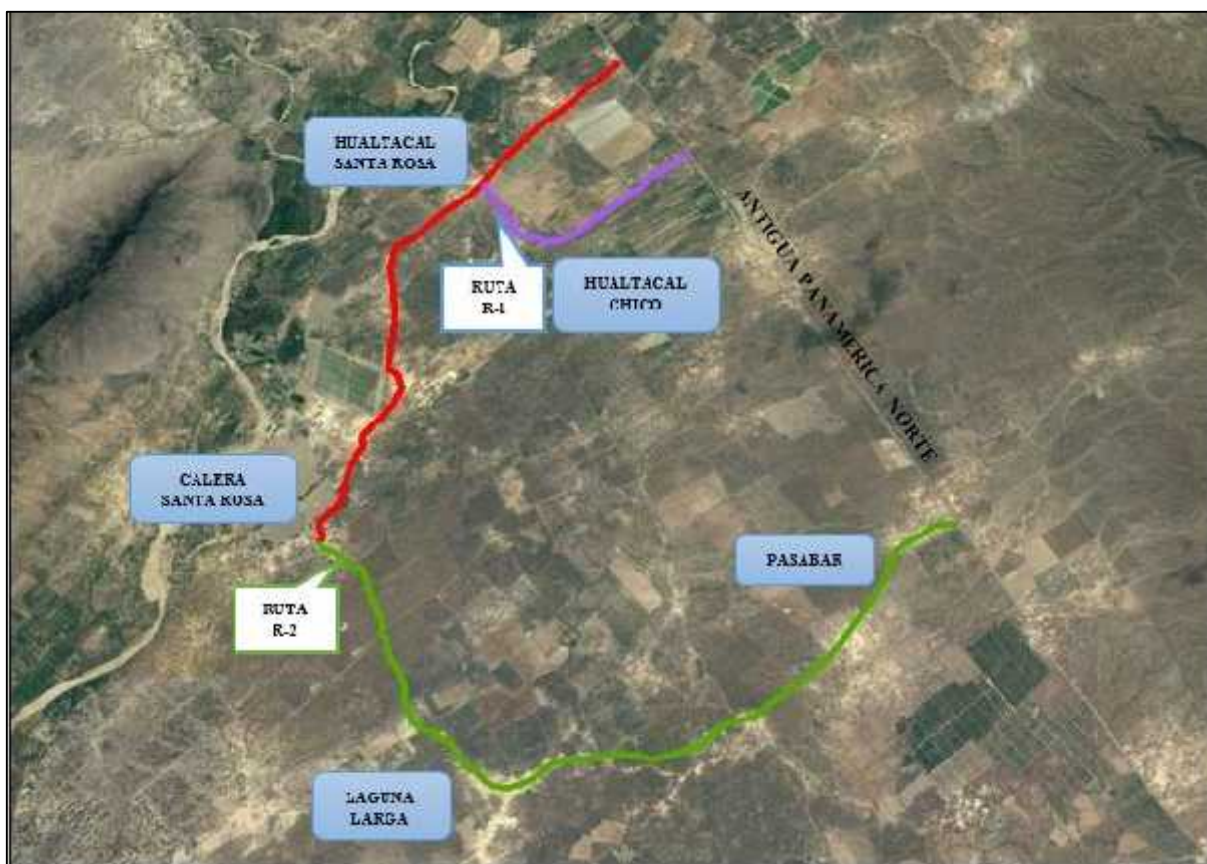 HUALTACAL
SANTA ROSA
RUTA
R-1
HUALTACAL
CHICO
ANTIGUA PANAMERICA NORTE
CALERA
SANTA ROSA
PASABAR
RUTA
R-2
LAGUNA
LARGA